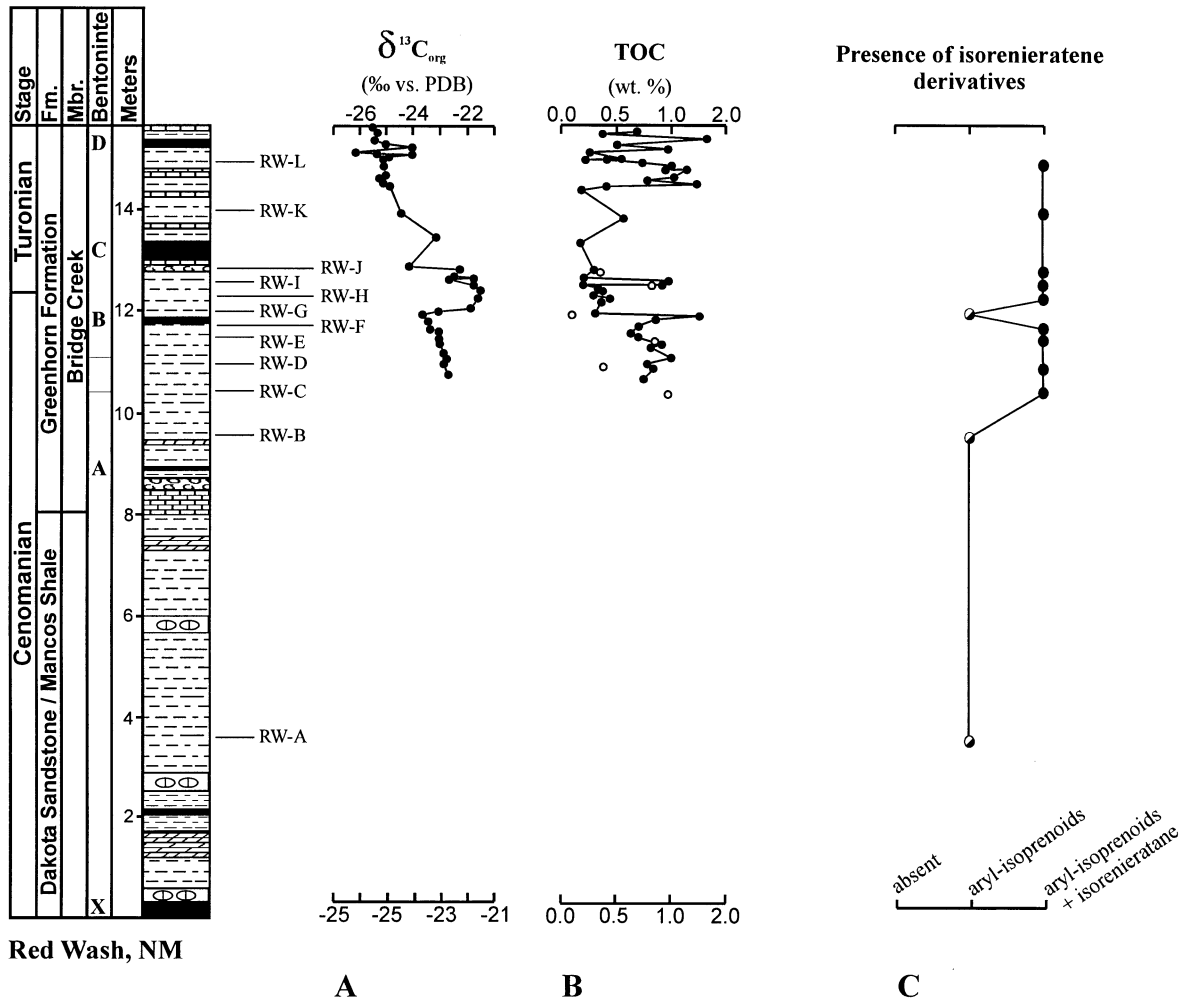 Stage
Fm.
Mbr.
Bentoninte
Meters
Turonian
Cenomanian
Greenhorn Formation
Dakota Sandstone / Mancos Shale
Bridge Creek
D
C
B
A
X
14
12
10
8
6
4
2
RW-L
RW-K
RW-J
RW-I
RW-H
RW-G
RW-F
RW-E
RW-D
RW-C
RW-B
RW-A
Red Wash, NM
δ¹³Corg
(‰ vs. PDB)
-26 -24 -22
-25 -24 -23 -22 -21
A
TOC
(wt. %)
0.0 0.5 1.0 2.0
0.0 0.5 1.0 2.0
B
Presence of isorenieratene
derivatives
absent
aryl-isoprenoids
aryl-isoprenoids
+ isorenieratane
C